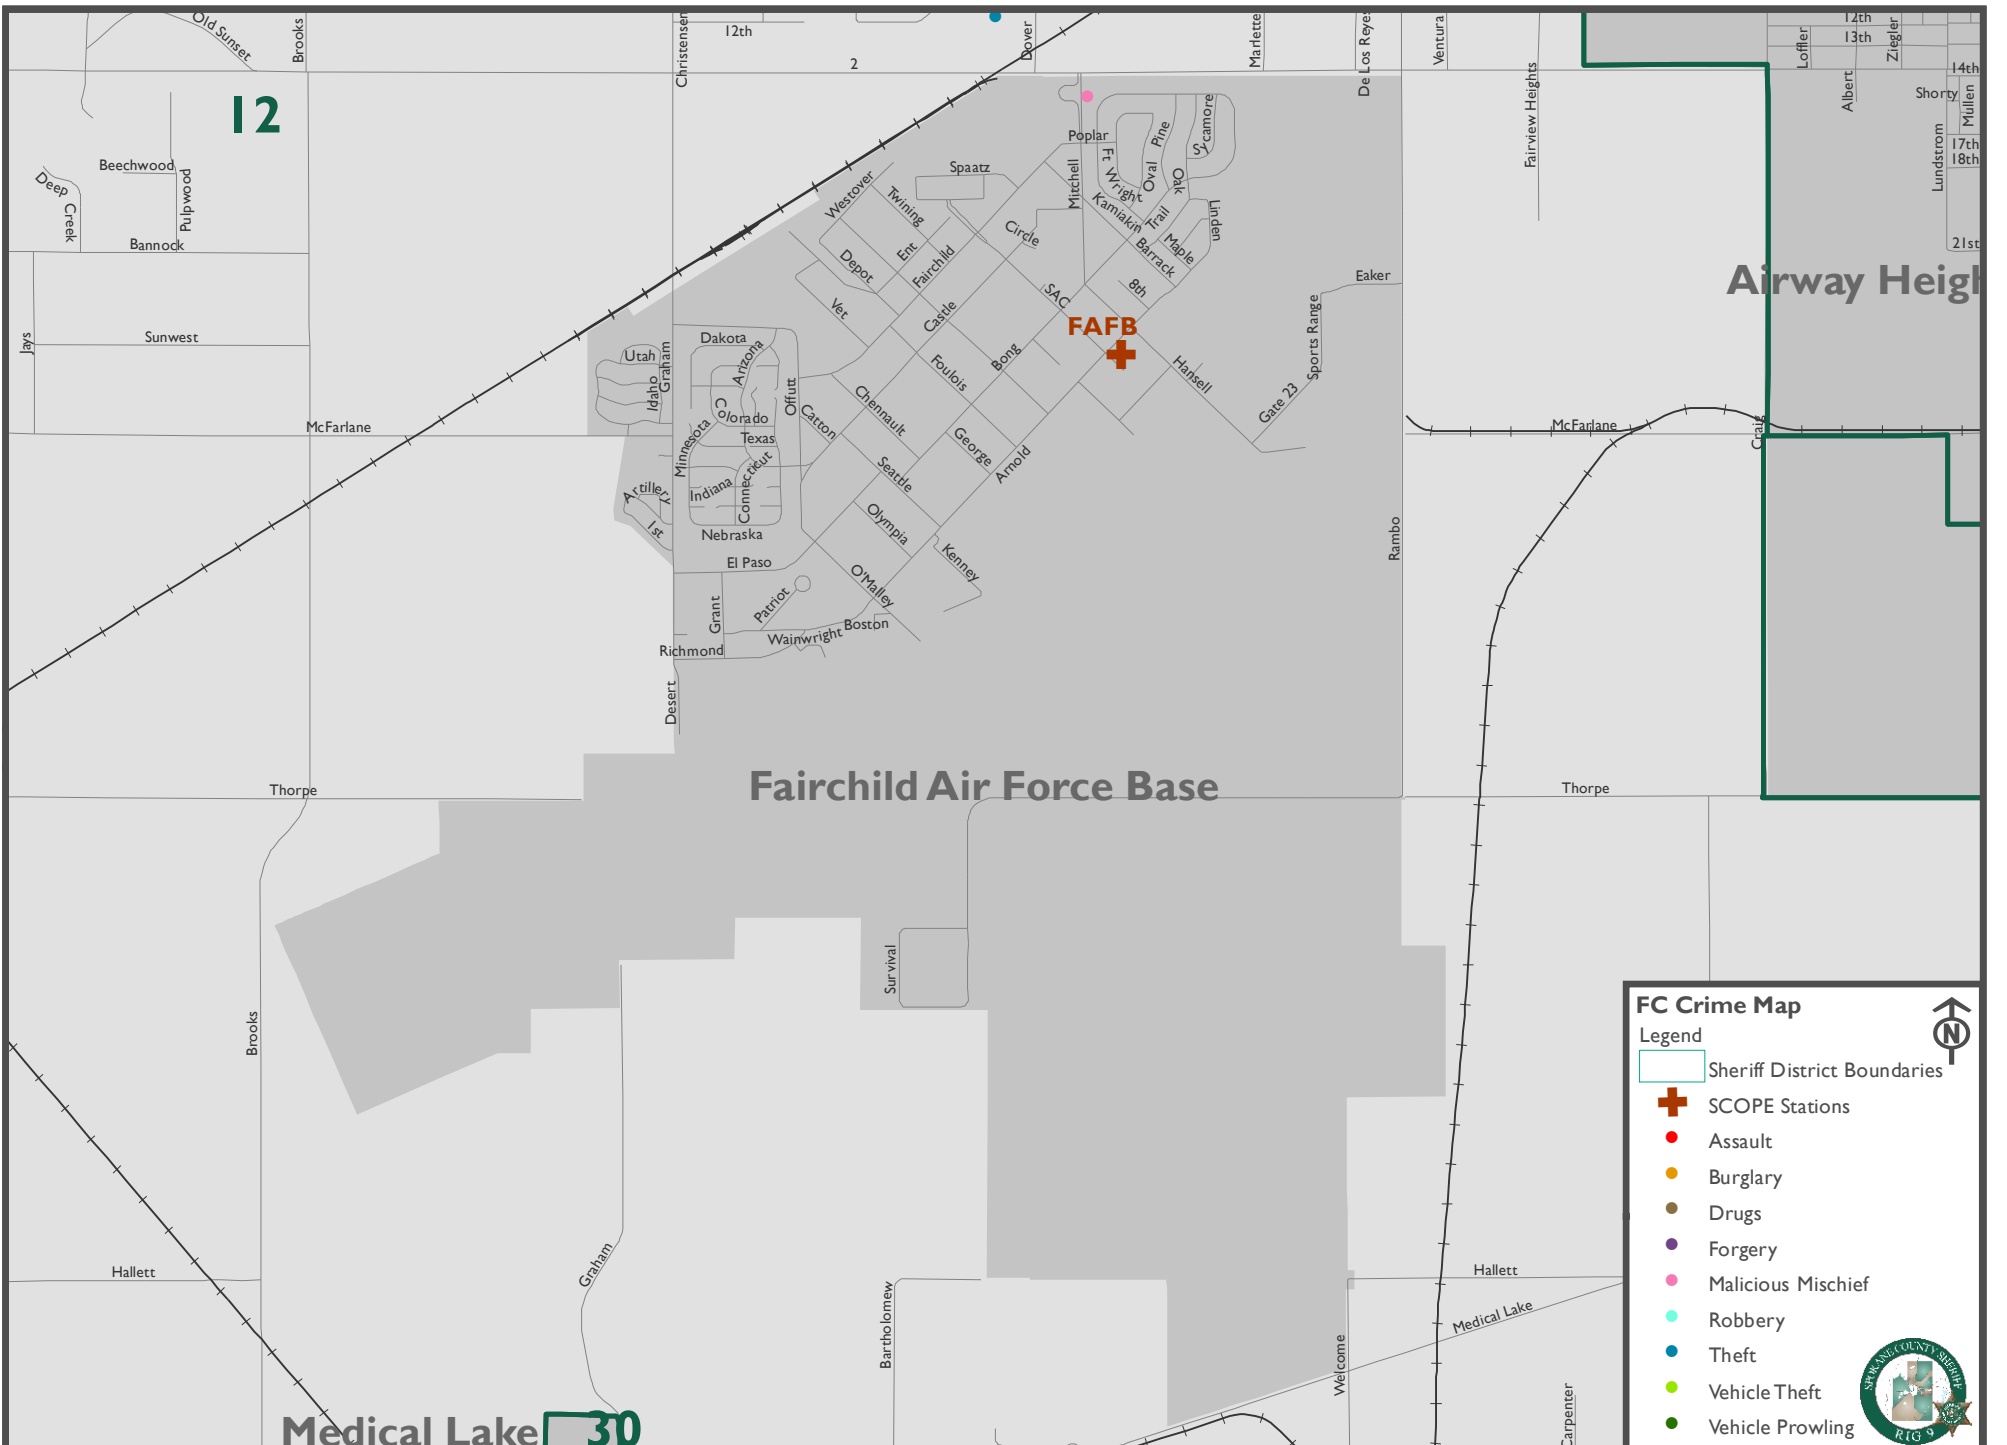 Old Sunset
Brooks
Christensen
12th
Dover
Marlette
De Los Reyes
Ventura
Fairview Heights
12th
13th
Loffler
Ziegler
14th
2
12
Albert
Shorty
Mullen
17th
18th
Lundstrom
21st
Beechwood
Pulpwood
Deep Creek
Bannock
Jays
Sunwest
McFarlane
Spaatz
Poplar
Mitchell
Ft Wright
Oval
Pine
Oak
Sycamore
Kamiakin
Trail
Linden
Maple
Barrack
8th
Westover
Twining
Ent
Fairchild
Circle
Depot
Vet
Castle
SAC
FAFB
Eaker
Sports Range
Gate 23
Hansell
Bong
Foulois
Chennault
George
Arnold
Catton
Offutt
Dakota
Arizona
Utah
Idaho
Graham
Colorado
Texas
Minnesota
Connecticut
Indiana
Artillery
1st
Nebraska
Seattle
Olympia
Kenney
El Paso
O'Malley
Grant
Patriot
Wainwright
Boston
Richmond
Desert
Airway Heigh
McFarlane
Craig
Rambo
Thorpe
Fairchild Air Force Base
Thorpe
Survival
Brooks
Hallett
Graham
Bartholomew
Welcome
Hallett
Medical Lake
Carpenter
Medical Lake
30
FC Crime Map
N
Legend
Sheriff District Boundaries
SCOPE Stations
Assault
Burglary
Drugs
Forgery
Malicious Mischief
Robbery
Theft
Vehicle Theft
Vehicle Prowling
SPOKANE COUNTY SHERIFF
RIG 9